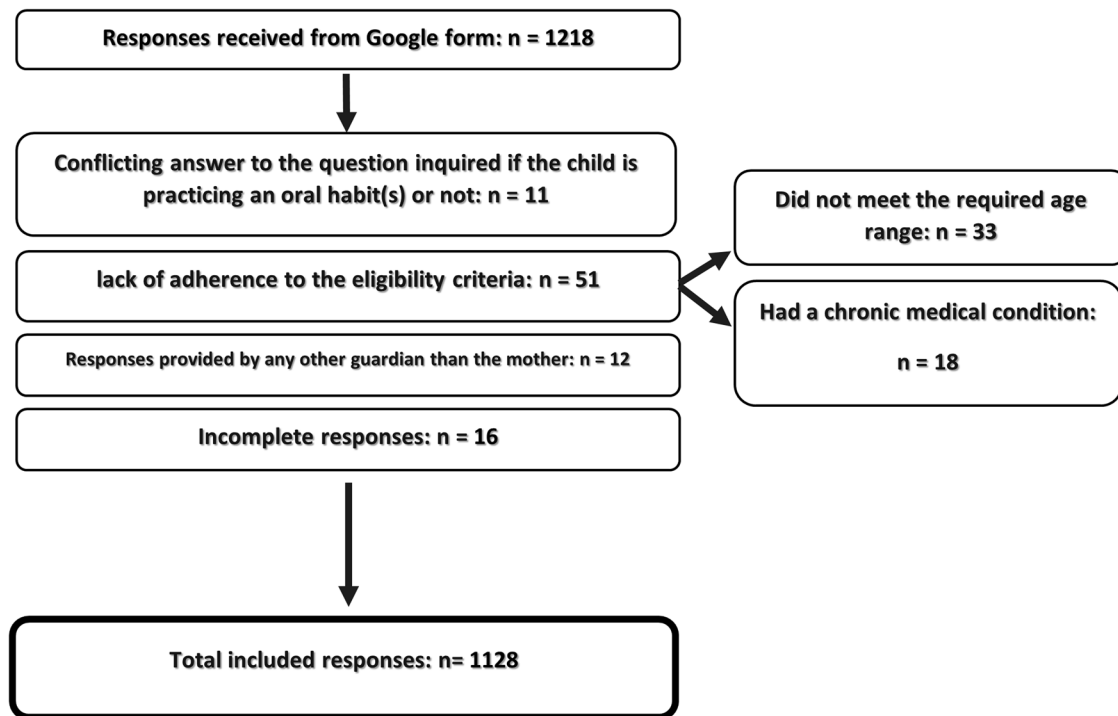 Responses received from Google form: n = 1218
Conflicting answer to the question inquired if the child is
practicing an oral habit(s) or not: n = 11
lack of adherence to the eligibility criteria: n = 51
Did not meet the required age
range: n = 33
Had a chronic medical condition:
n = 18
Responses provided by any other guardian than the mother: n = 12
Incomplete responses: n = 16
Total included responses: n= 1128